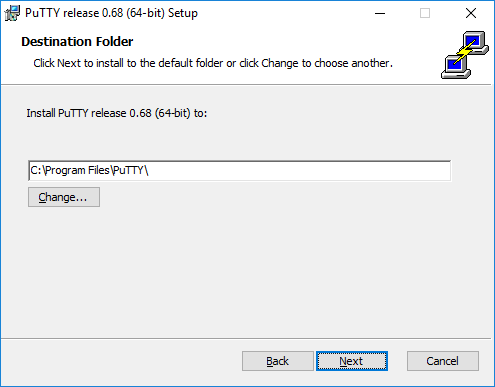 PuTTY release 0.68 (64-bit) Setup
Destination Folder
Click Next to install to the default folder or click Change to choose another.
Install PuTTY release 0.68 (64-bit) to:
C:\Program Files\PuTTY\
Change...
Back Next Cancel